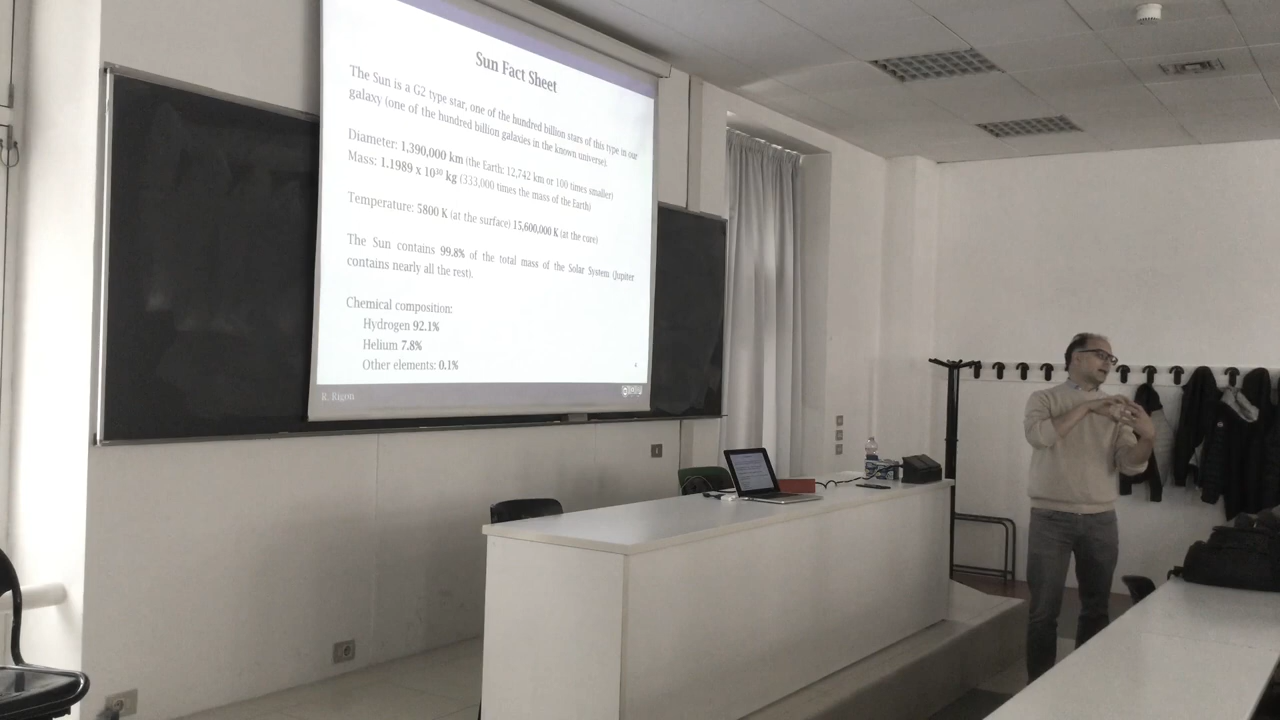 Sun Fact Sheet
The Sun is a G2 type star, one of the hundred billion stars of this type in our
galaxy (one of the hundred billion galaxies in the known universe).
Diameter: 1,390,000 km (the Earth: 12,742 km or 100 times smaller)
Mass: 1.1989 x 10³⁰ kg (333,000 times the mass of the Earth)
Temperature: 5800 K (at the surface) 15,600,000 K (at the core)
The Sun contains 99.8% of the total mass of the Solar System (Jupiter
contains nearly all the rest).
Chemical composition:
Hydrogen 92.1%
Helium 7.8%
Other elements: 0.1%
R. Rigon